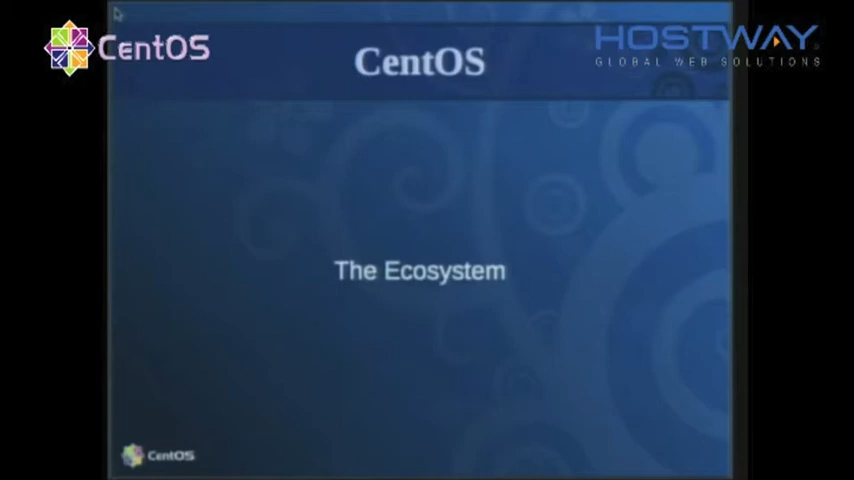 CentOS
HOSTWAY
GLOBAL WEB SOLUTIONS
CentOS
The Ecosystem
CentOS